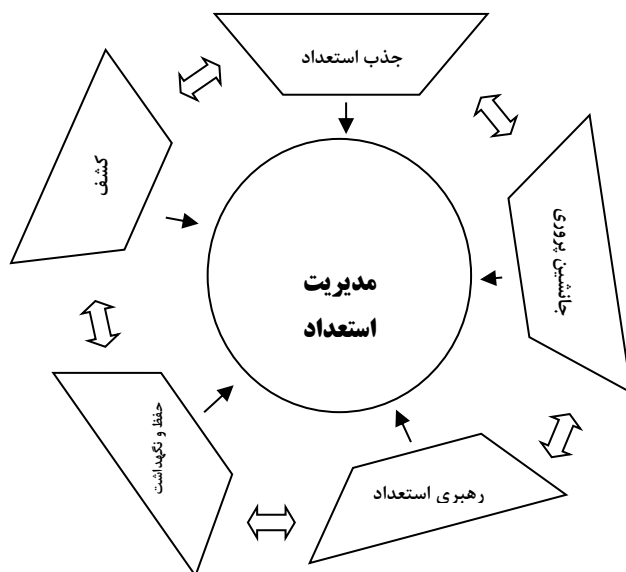 جذب استعداد
کشف
جانشین پروری
مدیریت
استعداد
حفظ و نگهداشت
رهبری استعداد